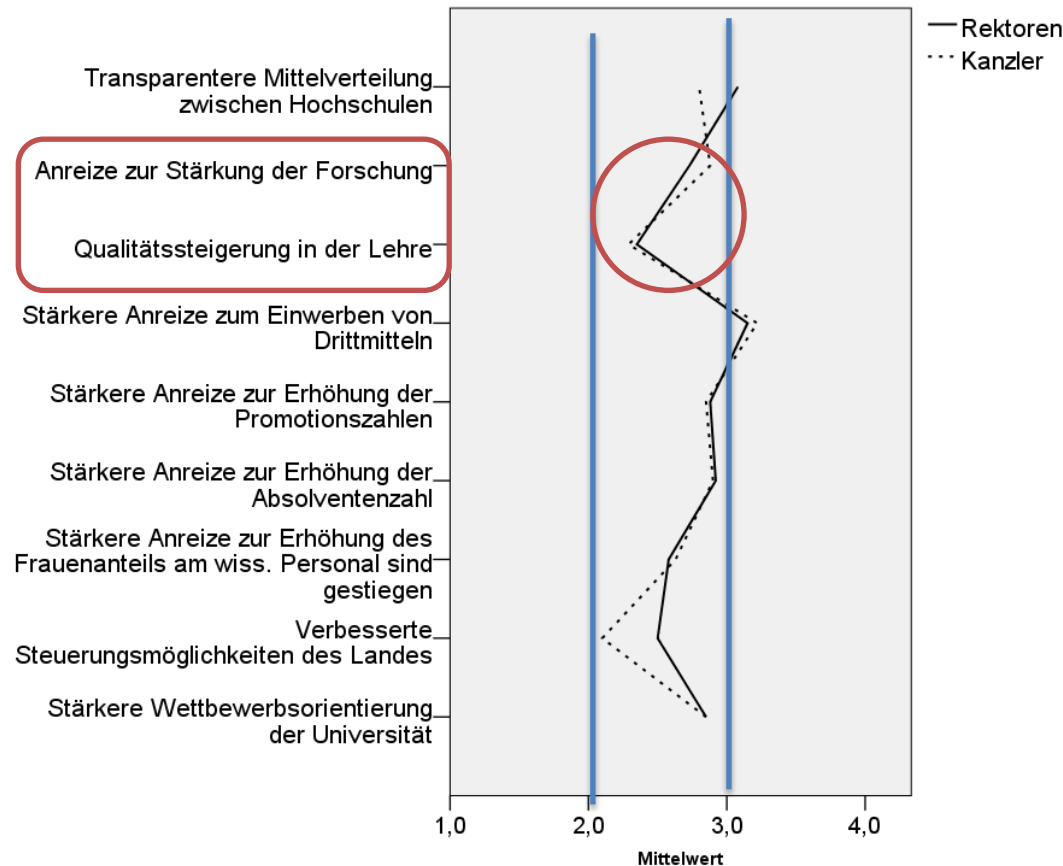 Rektoren
Kanzler
Transparentere Mittelverteilung
zwischen Hochschulen
Anreize zur Stärkung der Forschung
Qualitätssteigerung in der Lehre
Stärkere Anreize zum Einwerben von
Drittmitteln
Stärkere Anreize zur Erhöhung der
Promotionszahlen
Stärkere Anreize zur Erhöhung der
Absolventenzahl
Stärkere Anreize zur Erhöhung des
Frauenanteils am wiss. Personal sind
gestiegen
Verbesserte
Steuerungsmöglichkeiten des Landes
Stärkere Wettbewerbsorientierung
der Universität
1,0 2,0 3,0 4,0
Mittelwert